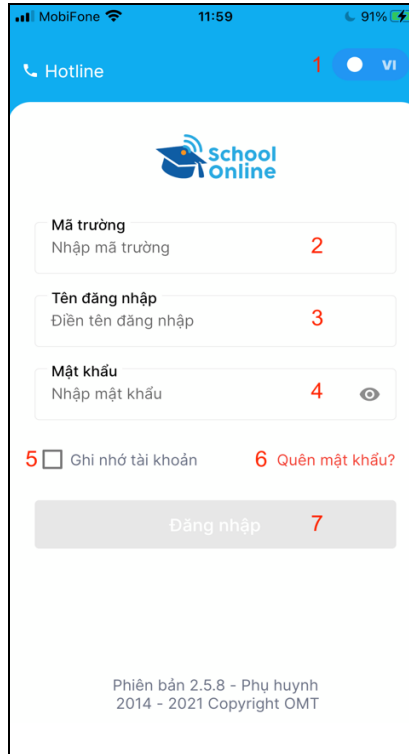 MobiFone 11:59 91%
Hotline 1 VI
School
Online
Mã trường
Nhập mã trường 2
Tên đăng nhập
Điền tên đăng nhập 3
Mật khẩu
Nhập mật khẩu 4
5 Ghi nhớ tài khoản 6 Quên mật khẩu?
Đăng nhập 7
Phiên bản 2.5.8 - Phụ huynh
2014 - 2021 Copyright OMT